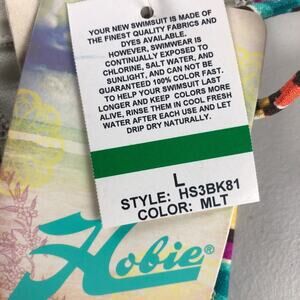 YOUR NEW SWIMSUIT IS MADE OF
THE FINEST QUALITY FABRICS AND
DYES AVAILABLE.
HOWEVER, SWIMWEAR IS
CONTINUALLY EXPOSED TO
CHLORINE, SALT WATER, AND
SUNLIGHT, AND CAN NOT BE
GUARANTEED 100% COLOR FAST.
TO HELP YOUR SWIMSUIT LAST
LONGER AND KEEP COLORS MORE
ALIVE, RINSE THEM IN COOL FRESH
WATER AFTER EACH USE AND LET
DRIP DRY NATURALLY.
L
STYLE: HS3BK81
COLOR: MLT
Hobie®